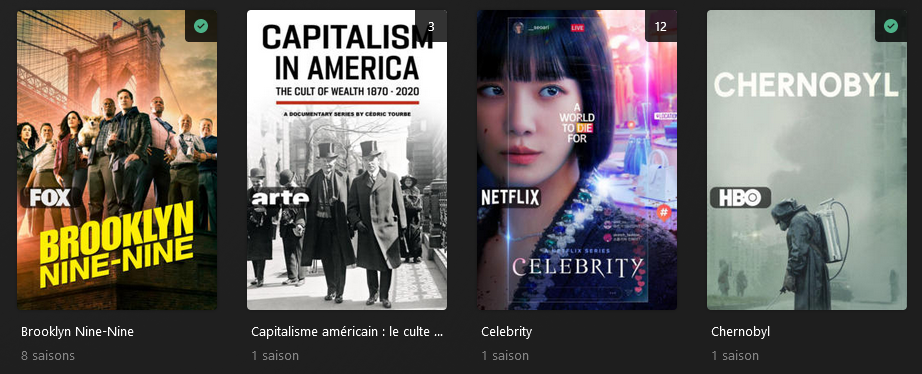 FOX
BROOKLYN
NINE-NINE
Brooklyn Nine-Nine
8 saisons
3
CAPITALISM
IN AMERICA
THE CULT OF WEALTH 1870 - 2020
A DOCUMENTARY SERIES BY CÉDRIC TOURBE
arte
Capitalisme américain : le culte ...
1 saison
12
__seoari
LIVE
A
WORLD
TO DIE
FOR
NETFLIX
#
A NETFLIX SERIES
CELEBRITY
Celebrity
1 saison
CHERNOBYL
HBO
Chernobyl
1 saison